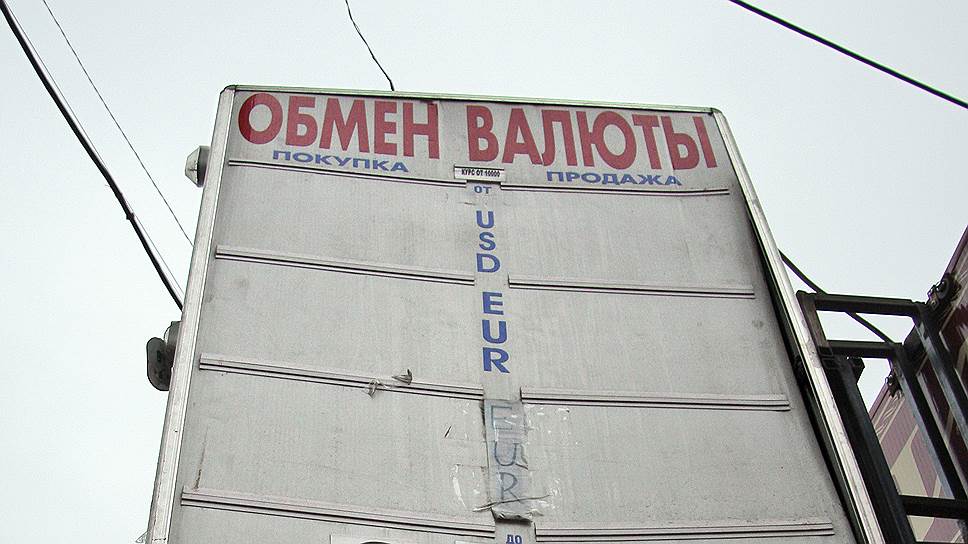 ОБМЕН ВАЛЮТЫ
ПОКУПКА
КУРС ОТ 10000
ПРОДАЖА
ОТ
USD
EUR
EUR
ДО